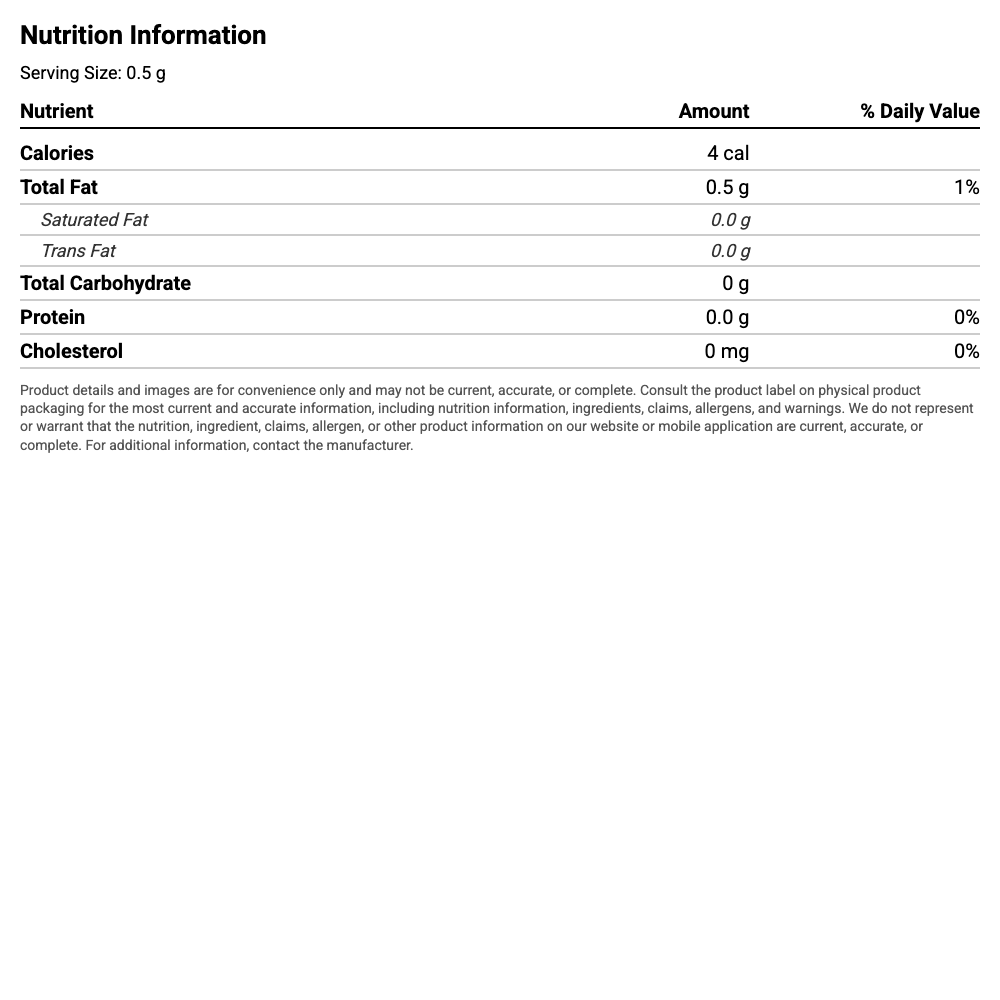 Nutrition Information
Serving Size: 0.5 g
Nutrient Amount % Daily Value
Calories 4 cal
Total Fat 0.5 g 1%
Saturated Fat 0.0 g
Trans Fat 0.0 g
Total Carbohydrate 0 g
Protein 0.0 g 0%
Cholesterol 0 mg 0%
Product details and images are for convenience only and may not be current, accurate, or complete. Consult the product label on physical product
packaging for the most current and accurate information, including nutrition information, ingredients, claims, allergens, and warnings. We do not represent
or warrant that the nutrition, ingredient, claims, allergen, or other product information on our website or mobile application are current, accurate, or
complete. For additional information, contact the manufacturer.